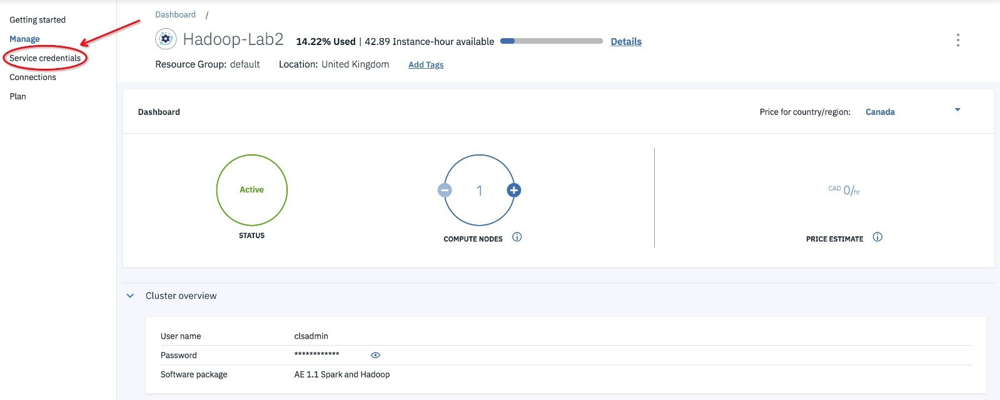 Getting started
Manage
Service credentials
Connections
Plan
Dashboard /
Hadoop-Lab2 14.22% Used | 42.89 Instance-hour available Details
Resource Group: default Location: United Kingdom Add Tags
Dashboard Price for country/region: Canada
Active 1 CAD 0/hr
STATUS COMPUTE NODES PRICE ESTIMATE
Cluster overview
User name clsadmin
Password ************
Software package AE 1.1 Spark and Hadoop